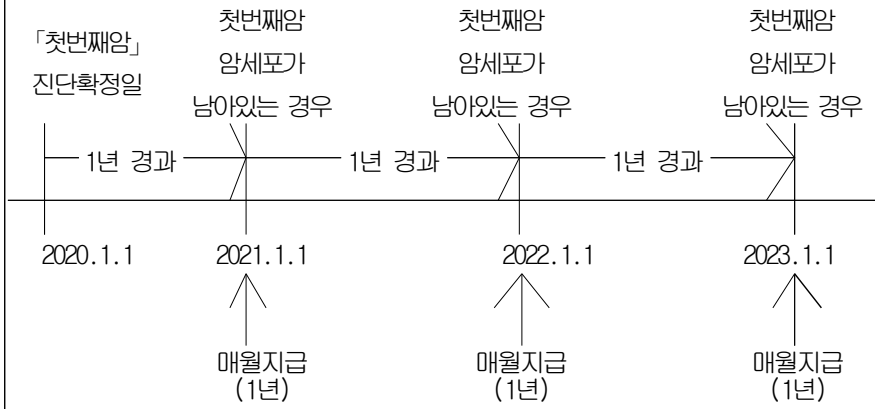 「첫번째암」
진단확정일
첫번째암
암세포가
남아있는 경우
첫번째암
암세포가
남아있는 경우
첫번째암
암세포가
남아있는 경우
1년 경과
1년 경과
1년 경과
2020.1.1
2021.1.1
2022.1.1
2023.1.1
매월지급
(1년)
매월지급
(1년)
매월지급
(1년)